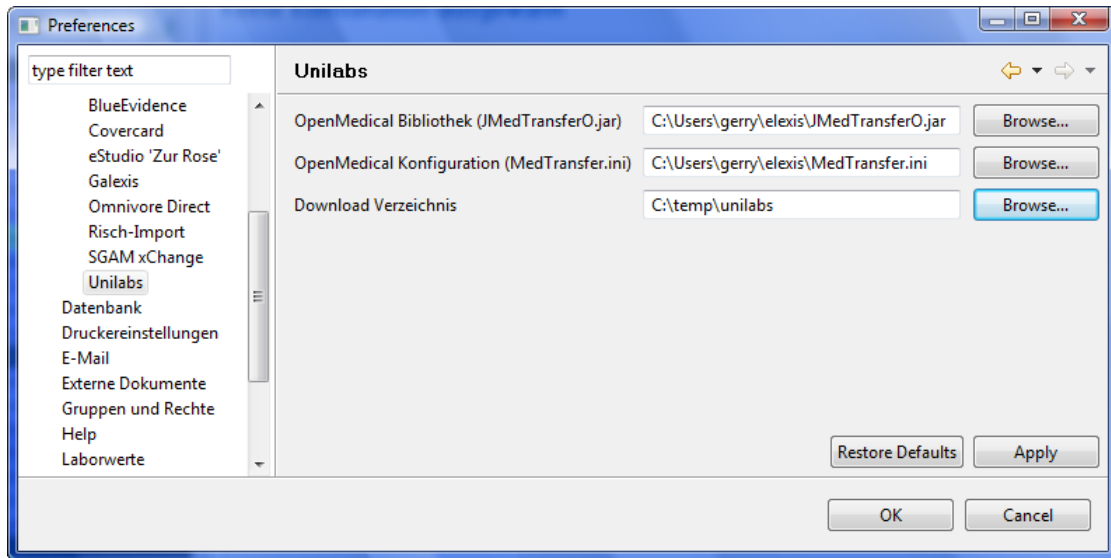 Preferences
type filter text
BlueEvidence
Covercard
eStudio 'Zur Rose'
Galexis
Omnivore Direct
Risch-Import
SGAM xChange
Unilabs
Datenbank
Druckereinstellungen
E-Mail
Externe Dokumente
Gruppen und Rechte
Help
Laborwerte
Unilabs
OpenMedical Bibliothek (JMedTransferO.jar) C:\Users\gerry\elexis\JMedTransferO.jar Browse...
OpenMedical Konfiguration (MedTransfer.ini) C:\Users\gerry\elexis\MedTransfer.ini Browse...
Download Verzeichnis C:\temp\unilabs Browse...
Restore Defaults Apply
OK Cancel